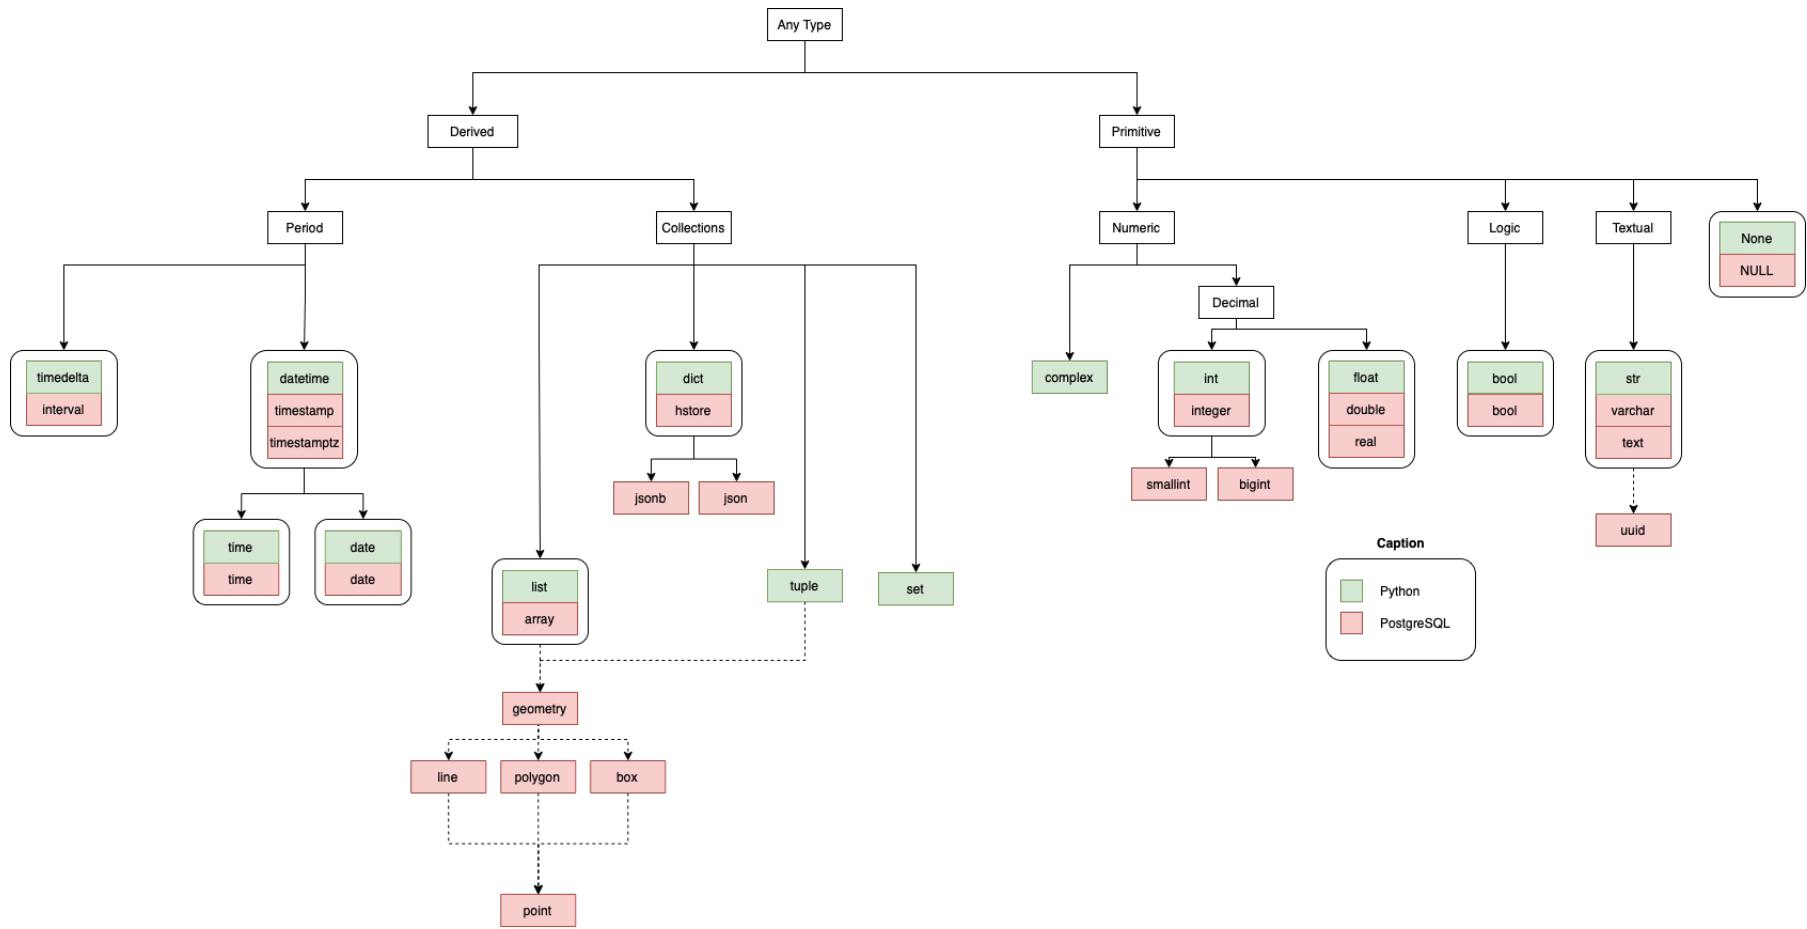 Any Type
Derived
Primitive
Period
Collections
Numeric
Logic
Textual
None
NULL
Decimal
timedelta
interval
datetime
timestamp
timestamptz
dict
hstore
complex
int
integer
float
double
real
bool
bool
str
varchar
text
jsonb
json
smallint
bigint
uuid
time
time
date
date
list
array
tuple
set
Caption
Python
PostgreSQL
geometry
line
polygon
box
point